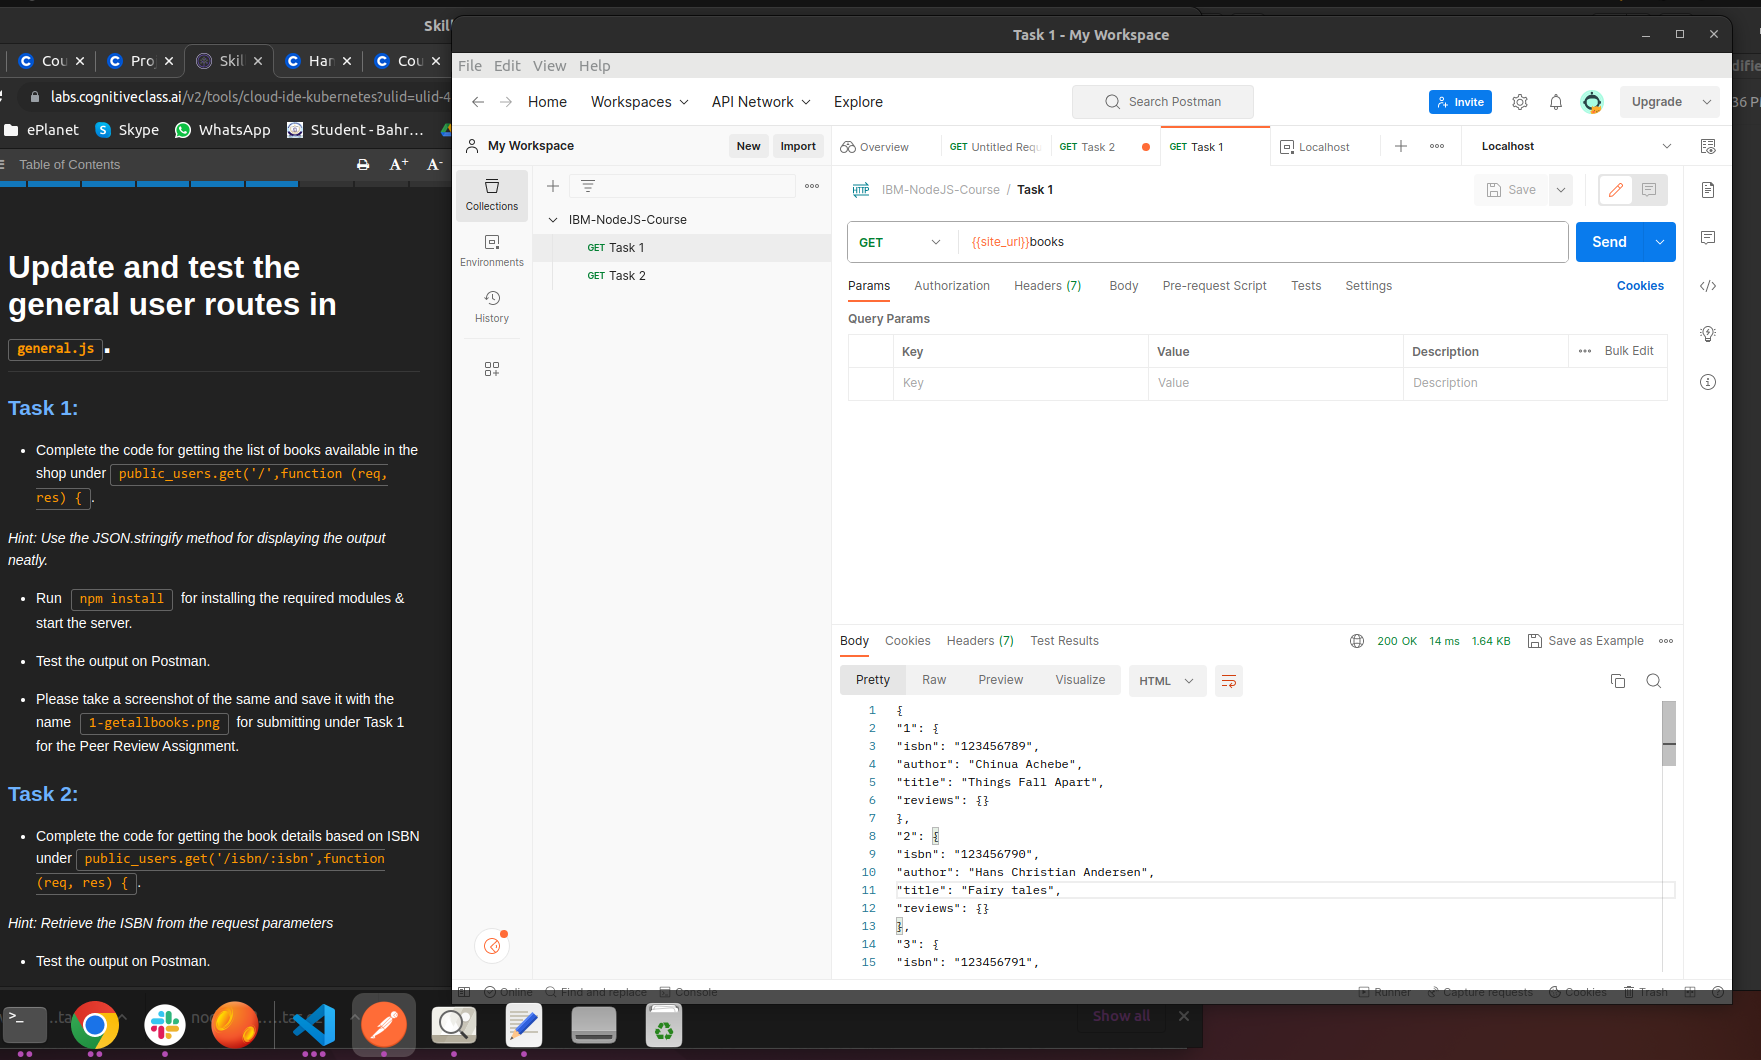 Skil
Cou
Pro
Skil
Han
Cou
labs.cognitiveclass.ai/v2/tools/cloud-ide-kubernetes?ulid=ulid-4
ePlanet
Skype
WhatsApp
Student - Bahr...
Table of Contents
A+
A-
Update and test the
general user routes in
general.js.
Task 1:
• Complete the code for getting the list of books available in the
shop under public_users.get('/',function (req,
res) { .
Hint: Use the JSON.stringify method for displaying the output
neatly.
• Run npm install for installing the required modules &
start the server.
• Test the output on Postman.
• Please take a screenshot of the same and save it with the
name 1-getallbooks.png for submitting under Task 1
for the Peer Review Assignment.
Task 2:
• Complete the code for getting the book details based on ISBN
under public_users.get('/isbn/:isbn',function
(req, res) { .
Hint: Retrieve the ISBN from the request parameters
• Test the output on Postman.
Task 1 - My Workspace
File Edit View Help
Home Workspaces API Network Explore
Search Postman
Invite
Upgrade
My Workspace
New
Import
Overview
GET Untitled Requ
GET Task 2
GET Task 1
Localhost
Localhost
Collections
Environments
History
IBM-NodeJS-Course
GET Task 1
GET Task 2
HTTP IBM-NodeJS-Course / Task 1
Save
GET
{{site_url}}books
Send
Params Authorization Headers (7) Body Pre-request Script Tests Settings
Cookies
Query Params
Key Value Description Bulk Edit
Key Value Description
Body Cookies Headers (7) Test Results
200 OK 14 ms 1.64 KB Save as Example
Pretty Raw Preview Visualize HTML
1 {
2 "1": {
3 "isbn": "123456789",
4 "author": "Chinua Achebe",
5 "title": "Things Fall Apart",
6 "reviews": {}
7 },
8 "2": {
9 "isbn": "123456790",
10 "author": "Hans Christian Andersen",
11 "title": "Fairy tales",
12 "reviews": {}
13 },
14 "3": {
15 "isbn": "123456791",
Online
Find and replace
Console
Runner
Capture requests
Cookies
Trash
Show all